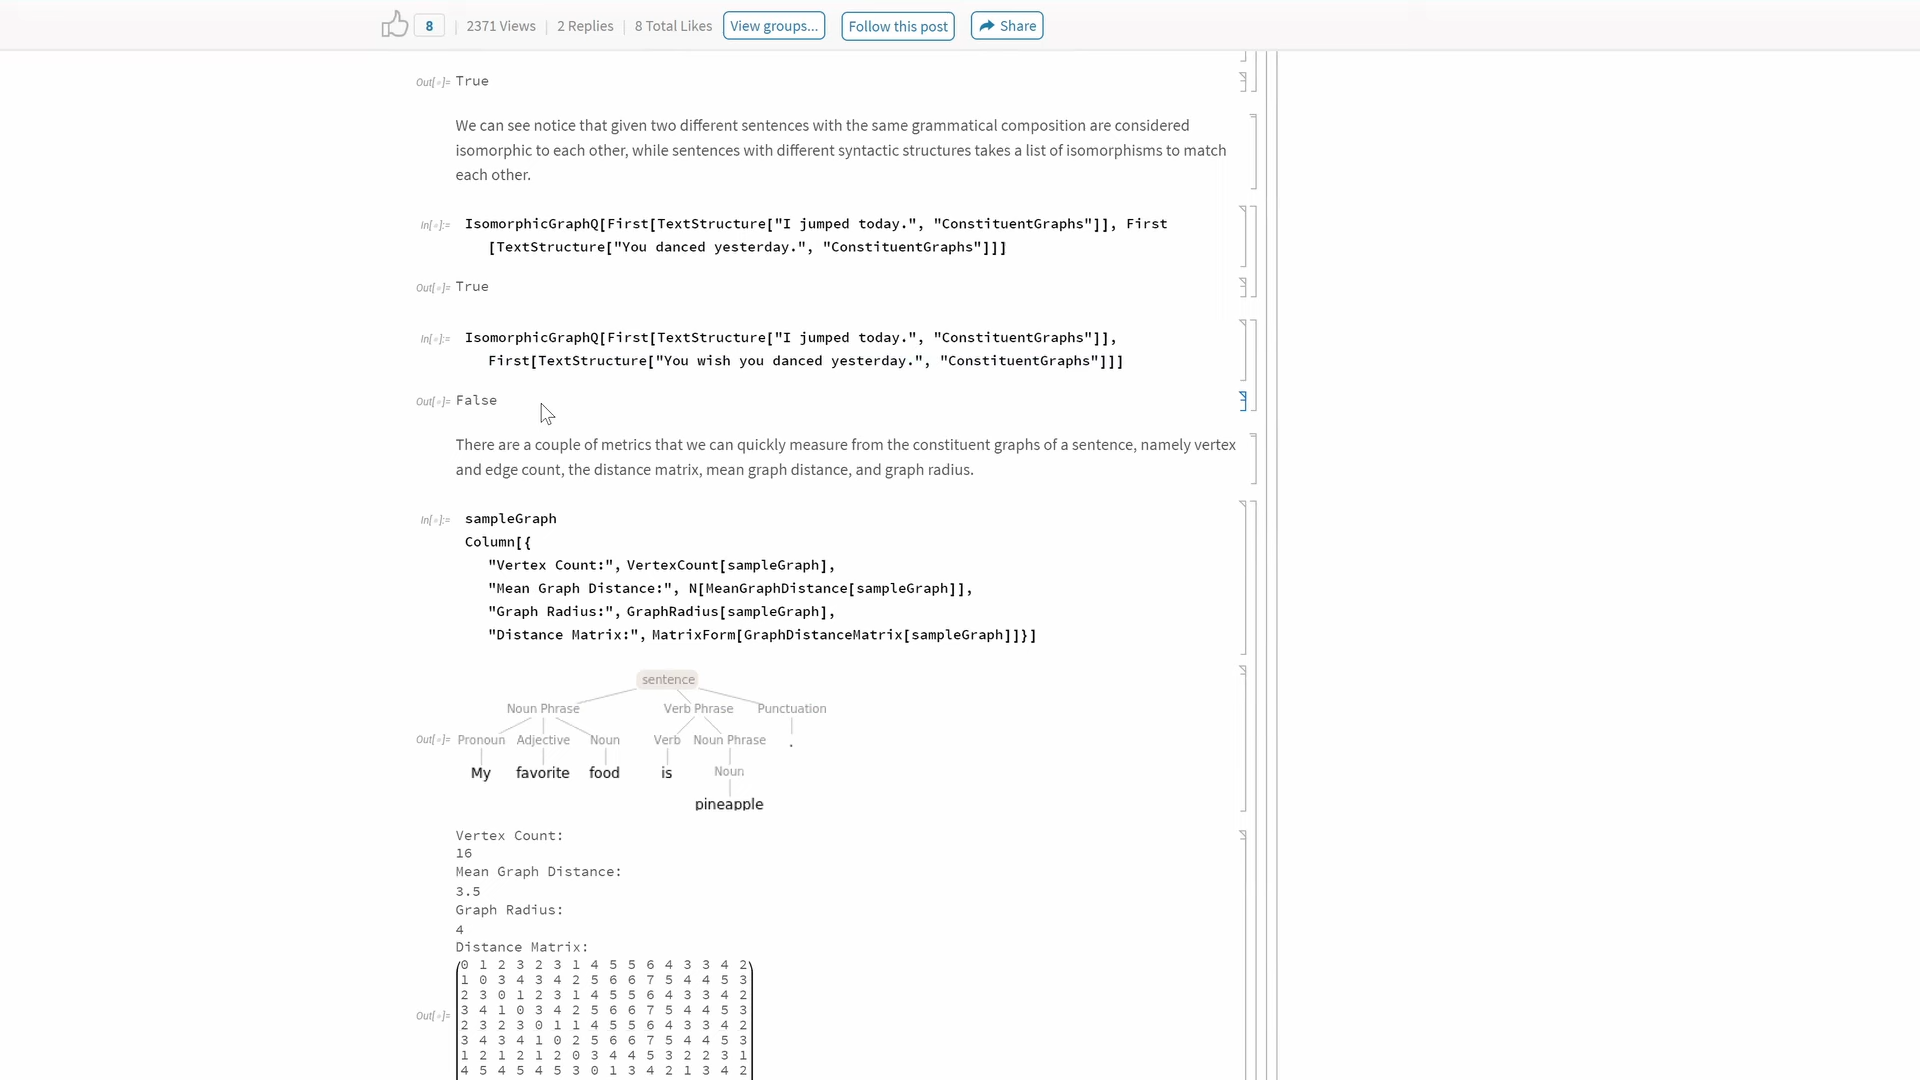 8 | 2371 Views | 2 Replies | 8 Total Likes View groups... Follow this post Share
Out[◦]= True
We can see notice that given two different sentences with the same grammatical composition are considered
isomorphic to each other, while sentences with different syntactic structures takes a list of isomorphisms to match
each other.
In[◦]:= IsomorphicGraphQ[First[TextStructure["I jumped today.", "ConstituentGraphs"]], First
[TextStructure["You danced yesterday.", "ConstituentGraphs"]]]
Out[◦]= True
In[◦]:= IsomorphicGraphQ[First[TextStructure["I jumped today.", "ConstituentGraphs"]],
First[TextStructure["You wish you danced yesterday.", "ConstituentGraphs"]]]
Out[◦]= False
There are a couple of metrics that we can quickly measure from the constituent graphs of a sentence, namely vertex
and edge count, the distance matrix, mean graph distance, and graph radius.
In[◦]:= sampleGraph
Column[{
"Vertex Count:", VertexCount[sampleGraph],
"Mean Graph Distance:", N[MeanGraphDistance[sampleGraph]],
"Graph Radius:", GraphRadius[sampleGraph],
"Distance Matrix:", MatrixForm[GraphDistanceMatrix[sampleGraph]]}]
sentence
Noun Phrase Verb Phrase Punctuation
Out[◦]= Pronoun Adjective Noun Verb Noun Phrase .
My favorite food is Noun
pineapple
Vertex Count:
16
Mean Graph Distance:
3.5
Graph Radius:
4
Distance Matrix:
0 1 2 3 2 3 1 4 5 5 6 4 3 3 4 2
1 0 3 4 3 4 2 5 6 6 7 5 4 4 5 3
2 3 0 1 2 3 1 4 5 5 6 4 3 3 4 2
Out[◦]= 3 4 1 0 3 4 2 5 6 6 7 5 4 4 5 3
2 3 2 3 0 1 1 4 5 5 6 4 3 3 4 2
3 4 3 4 1 0 2 5 6 6 7 5 4 4 5 3
1 2 1 2 1 2 0 3 4 4 5 3 2 2 3 1
4 5 4 5 4 5 3 0 1 3 4 2 1 3 4 2